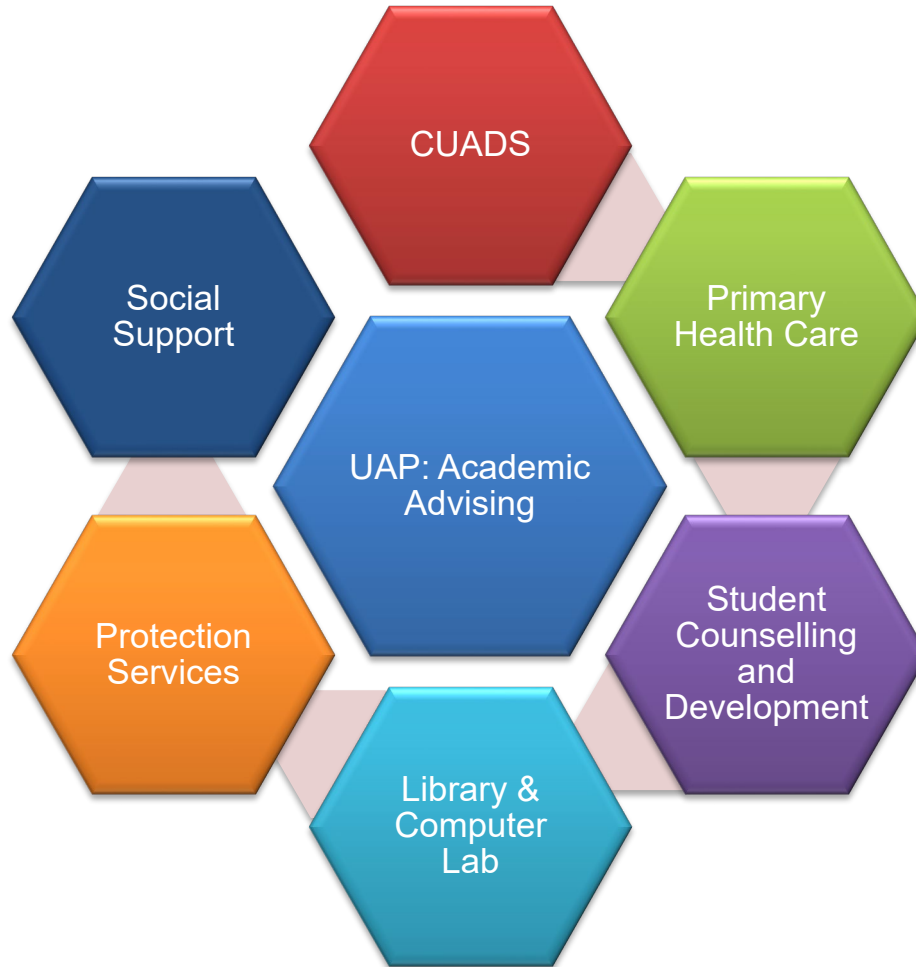 CUADS
Social
Support
Primary
Health Care
UAP: Academic
Advising
Protection
Services
Student
Counselling
and
Development
Library &
Computer
Lab